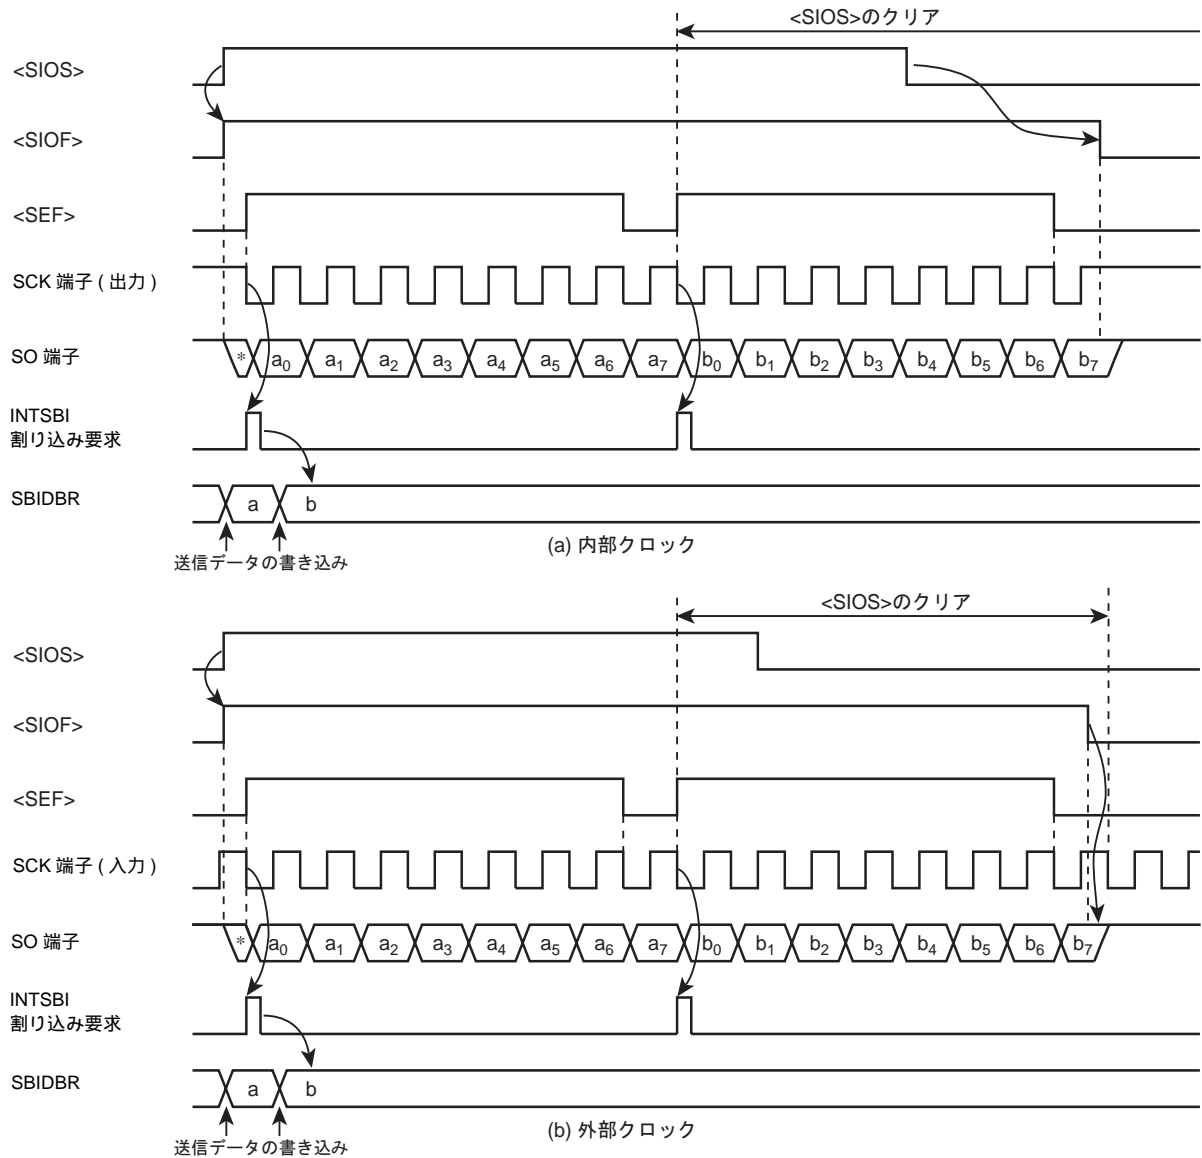 <SIOS>のクリア
<SIOS>
<SIOF>
<SEF>
SCK 端子 ( 出力 )
SO 端子
* a0 a1 a2 a3 a4 a5 a6 a7 b0 b1 b2 b3 b4 b5 b6 b7
INTSBI
割り込み要求
SBIDBR
a b
送信データの書き込み
(a) 内部クロック
<SIOS>のクリア
<SIOS>
<SIOF>
<SEF>
SCK 端子 ( 入力 )
SO 端子
* a0 a1 a2 a3 a4 a5 a6 a7 b0 b1 b2 b3 b4 b5 b6 b7
INTSBI
割り込み要求
SBIDBR
a b
送信データの書き込み
(b) 外部クロック